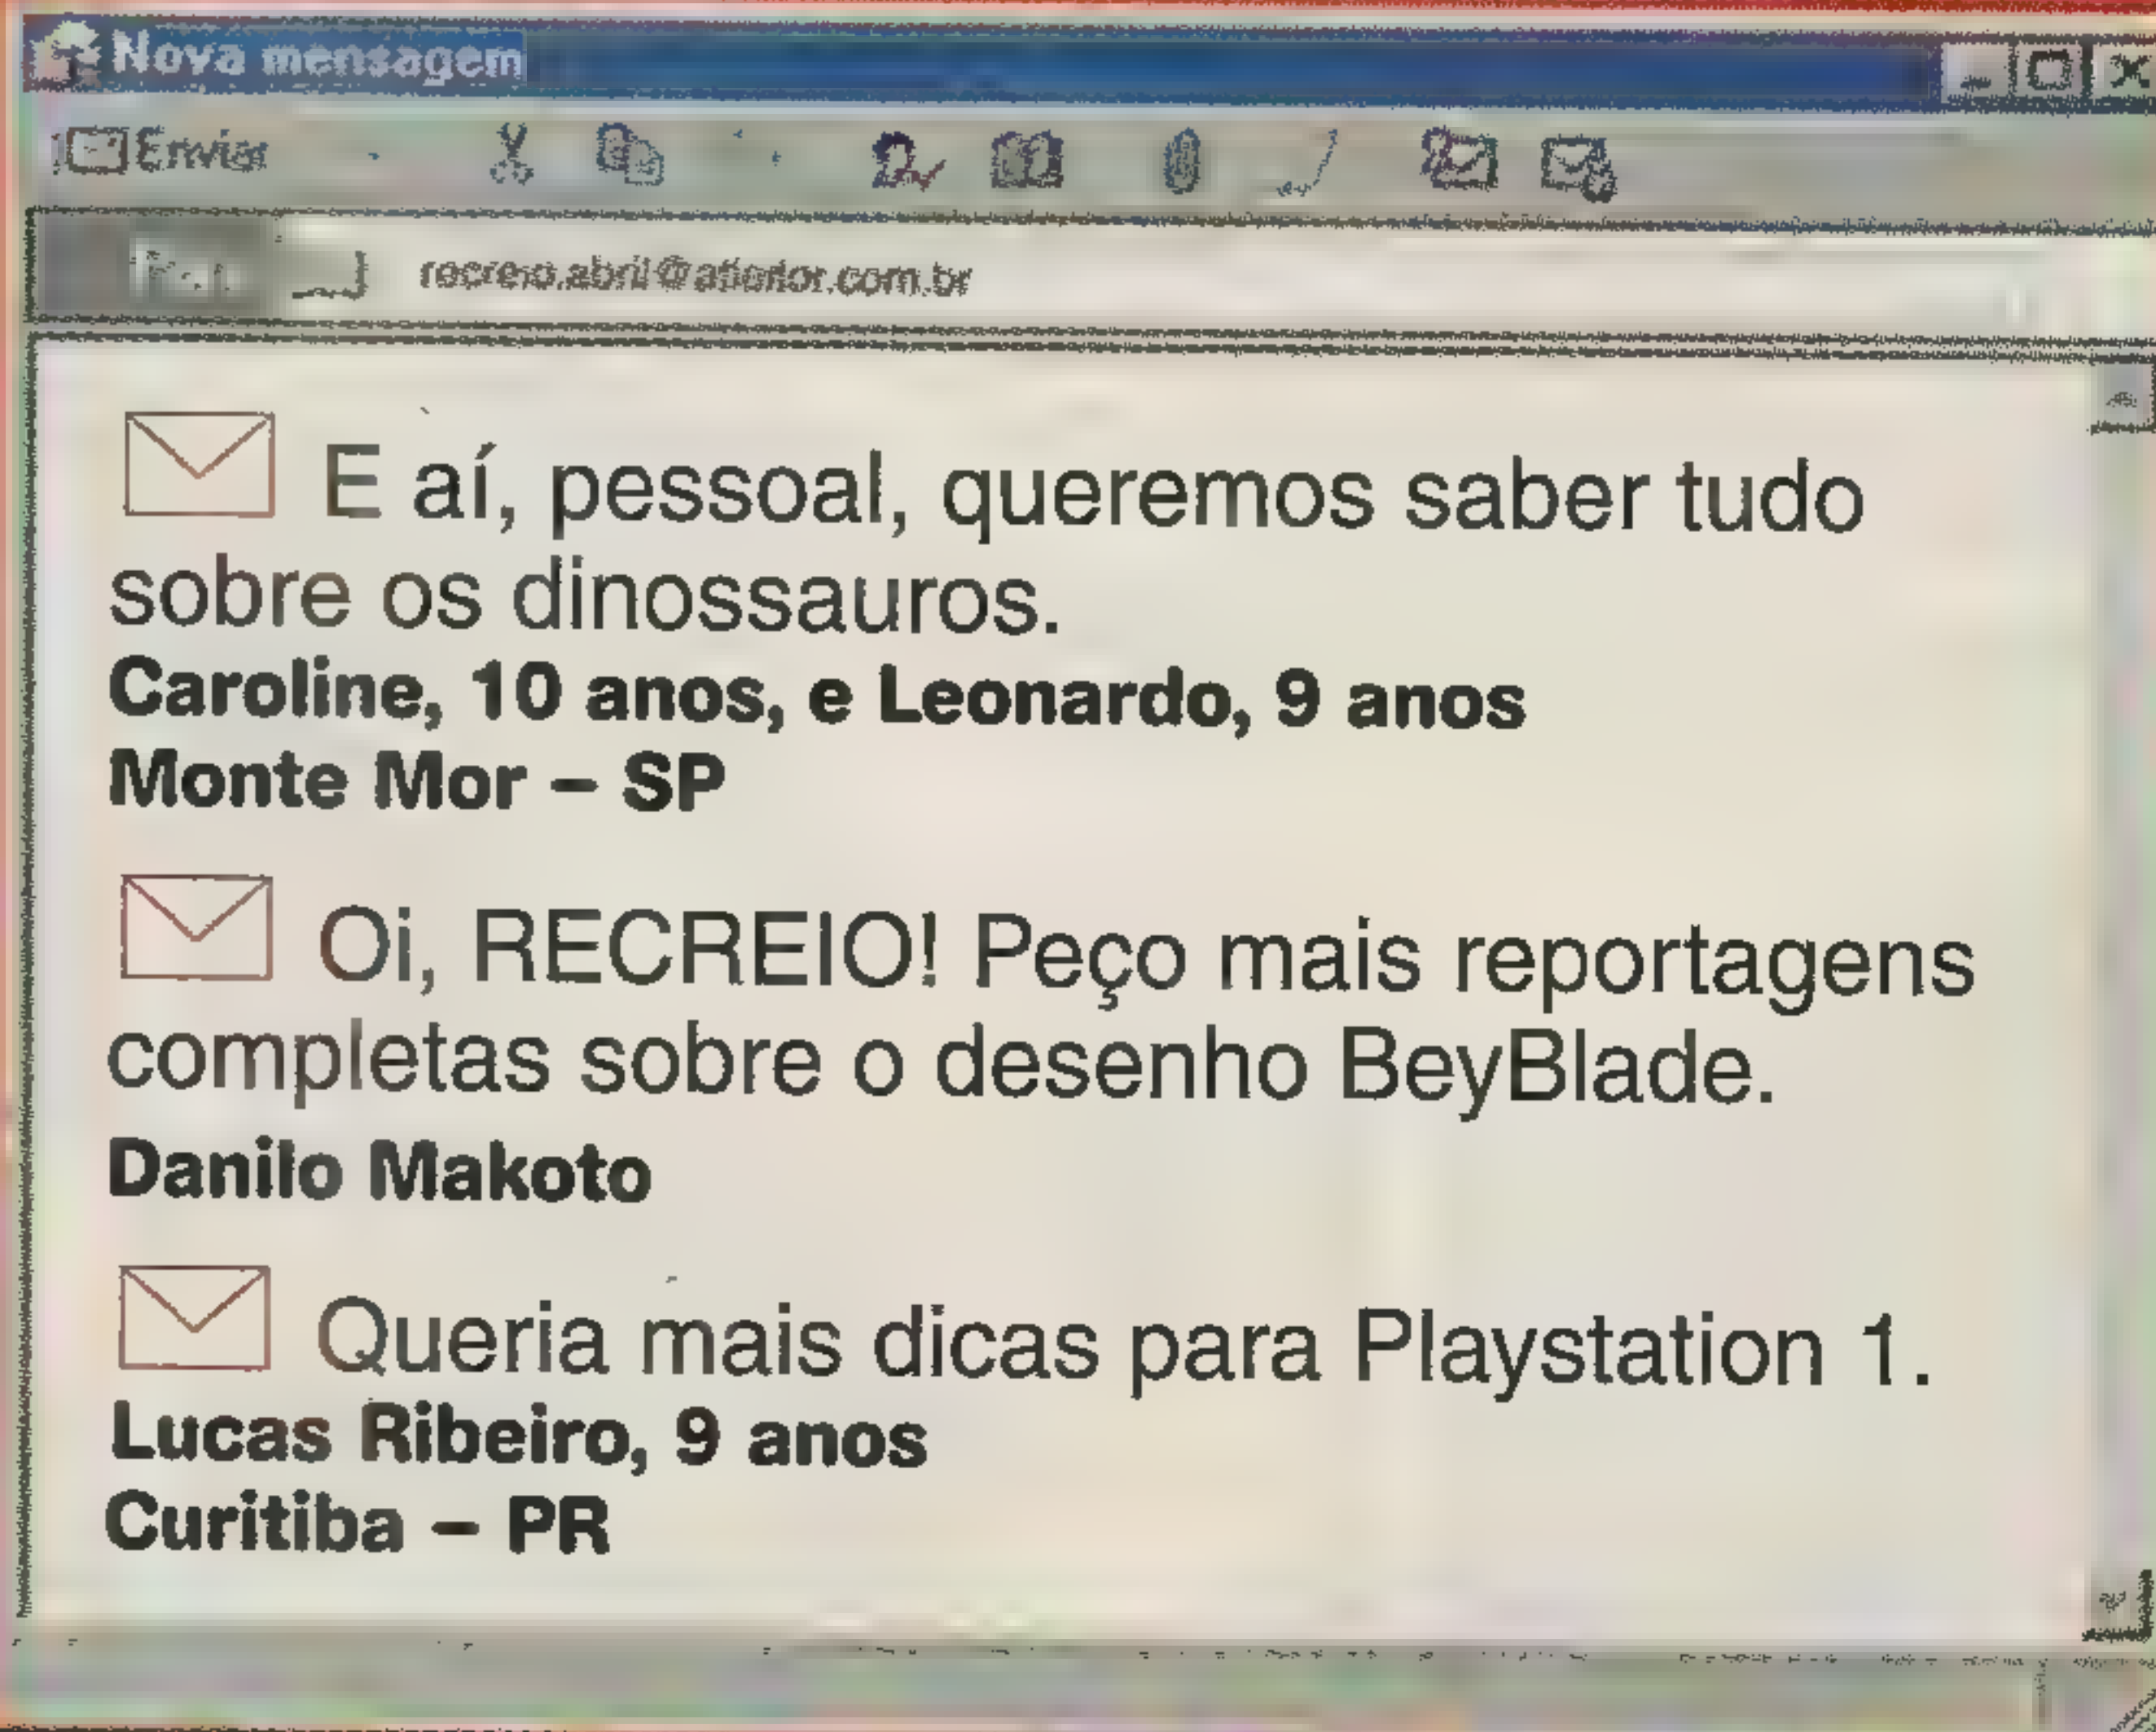 Nova mensagem
Enviar
recreio.abril@atleitor.com.br
E aí, pessoal, queremos saber tudo
sobre os dinossauros.
Caroline, 10 anos, e Leonardo, 9 anos
Monte Mor – SP
Oi, RECREIO! Peço mais reportagens
completas sobre o desenho BeyBlade.
Danilo Makoto
Queria mais dicas para Playstation 1.
Lucas Ribeiro, 9 anos
Curitiba – PR